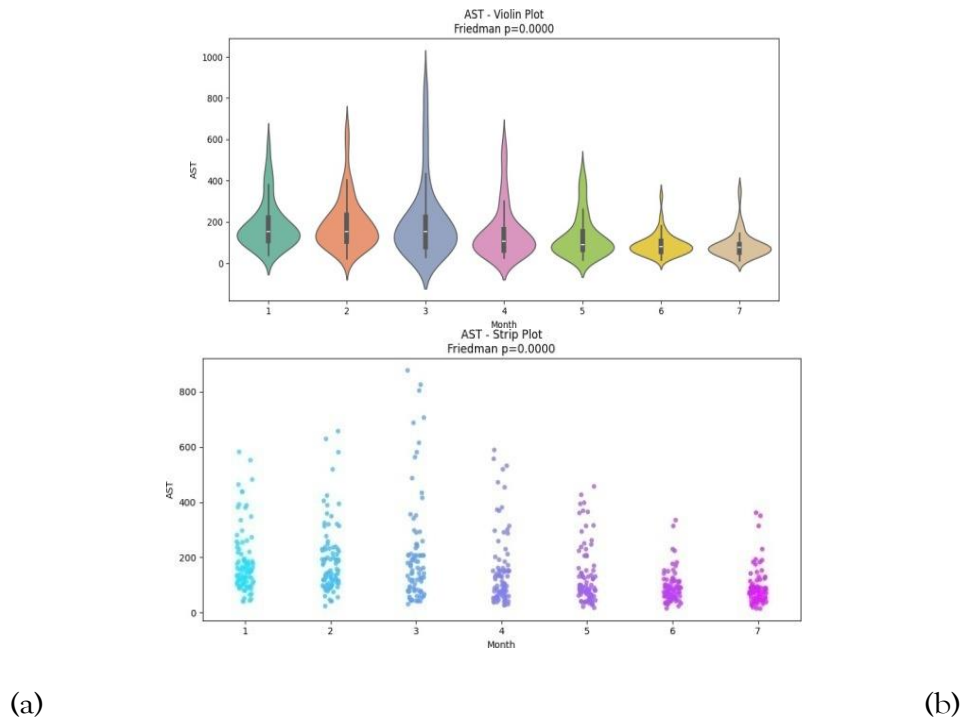 AST - Violin Plot
Friedman p=0.0000
1000
800
600
400
200
0
AST
1 2 3 4 5 6 7
Month
AST - Strip Plot
Friedman p=0.0000
800
600
400
200
0
AST
1 2 3 4 5 6 7
Month
(a) (b)